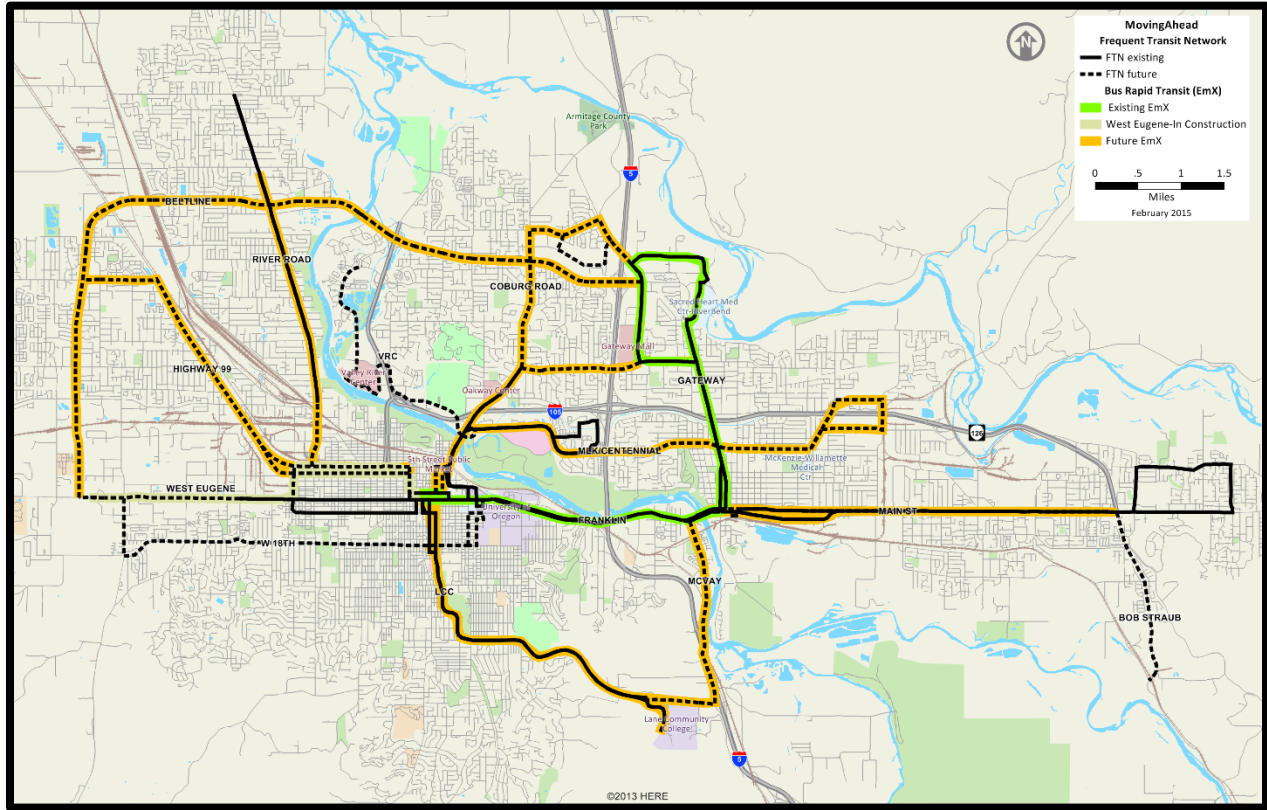 MovingAhead
Frequent Transit Network
FTN existing
FTN future
Bus Rapid Transit (EmX)
Existing EmX
West Eugene-In Construction
Future EmX
0 .5 1 1.5
Miles
February 2015
N
Armitage County
Park
5
BELTLINE
RIVER ROAD
COBURG ROAD
Sacred Heart Med
Ctr-RiverBend
Gateway Mall
HIGHWAY 99
VRC
Valley River
Center
GATEWAY
Oakway Center
105
126
MLK/CENTENNIAL
5th Street Public
Market
McKenzie-Willamette
Medical
Ctr
WEST EUGENE
University of
Oregon
MAIN ST
FRANKLIN
W 18TH
MCVAY
LCC
BOB STRAUB
Lane Community
College
5
©2013 HERE